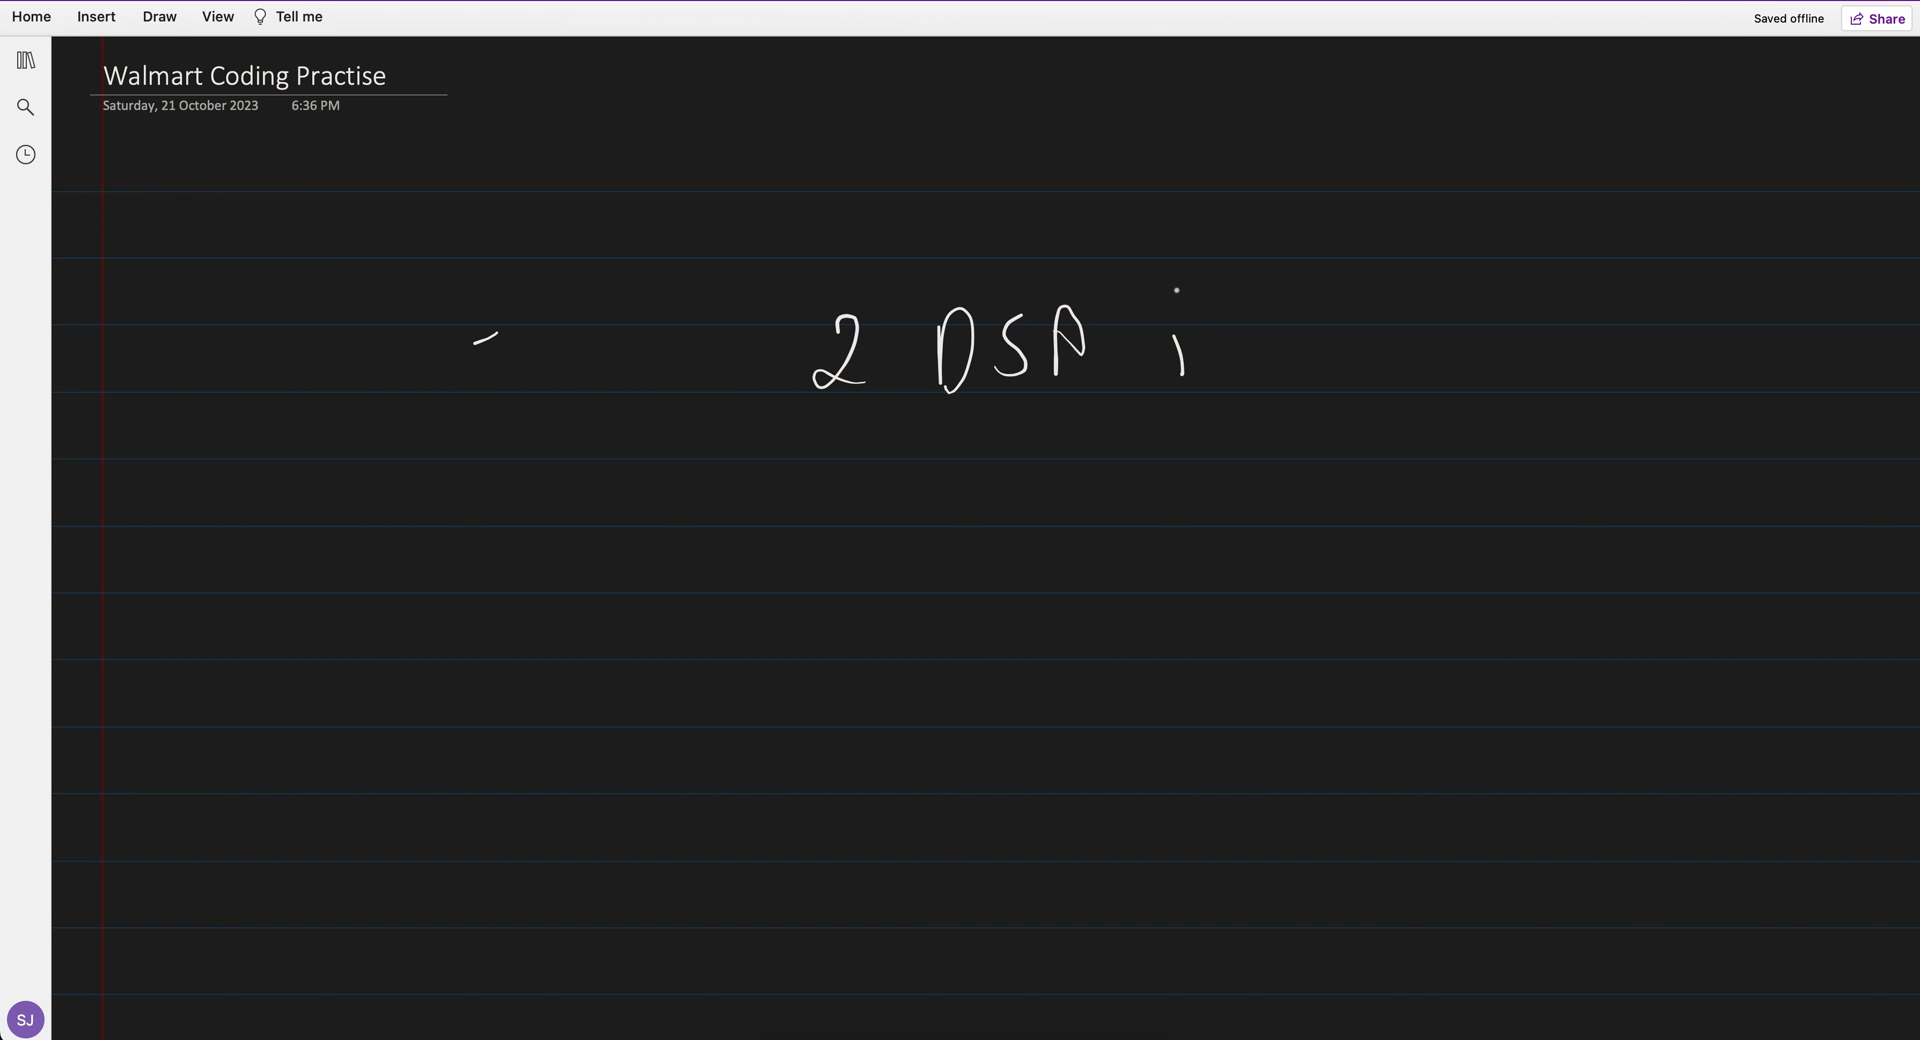 Home Insert Draw View Tell me Saved offline Share
Walmart Coding Practise
Saturday, 21 October 2023 6:36 PM
- 2 DSA i
SJ